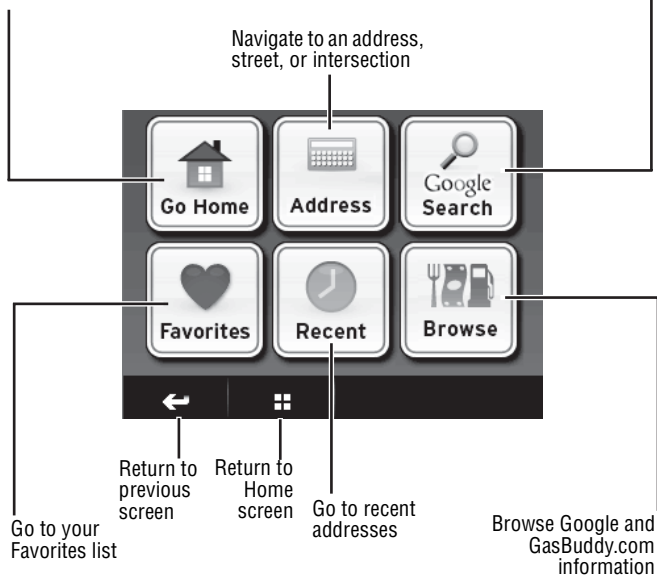 Navigate to an address,
street, or intersection
Go Home
Address
Google
Search
Favorites
Recent
Browse
Return to
previous
screen
Return to
Home
screen
Go to recent
addresses
Go to your
Favorites list
Browse Google and
GasBuddy.com
information